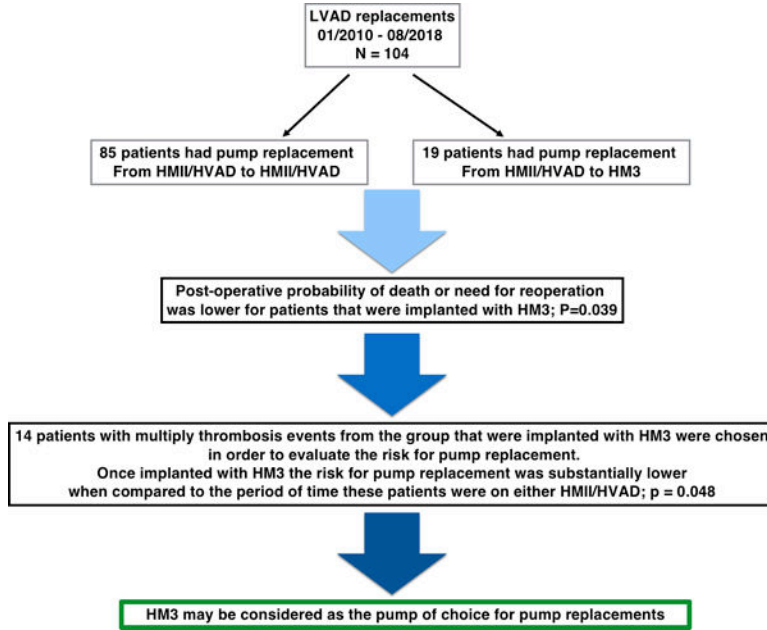 LVAD replacements
01/2010 - 08/2018
N = 104
85 patients had pump replacement
From HMII/HVAD to HMII/HVAD
19 patients had pump replacement
From HMII/HVAD to HM3
Post-operative probability of death or need for reoperation
was lower for patients that were implanted with HM3; P=0.039
14 patients with multiply thrombosis events from the group that were implanted with HM3 were chosen
in order to evaluate the risk for pump replacement.
Once implanted with HM3 the risk for pump replacement was substantially lower
when compared to the period of time these patients were on either HMII/HVAD; p = 0.048
HM3 may be considered as the pump of choice for pump replacements